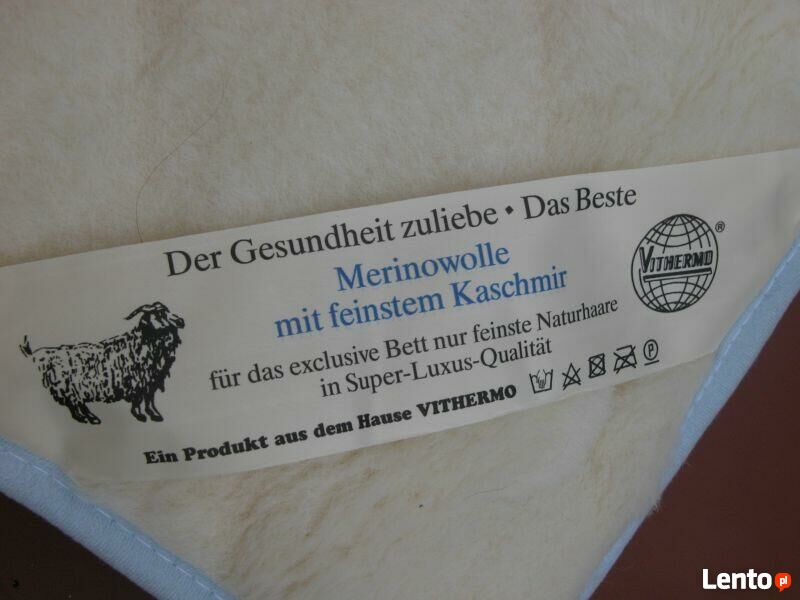 Der Gesundheit zuliebe • Das Beste
Merinowolle
mit feinstem Kaschmir
für das exclusive Bett nur feinste Naturhaare
in Super-Luxus-Qualität
Ein Produkt aus dem Hause VITHERMO
VITHERMO ®
P
Lento pl